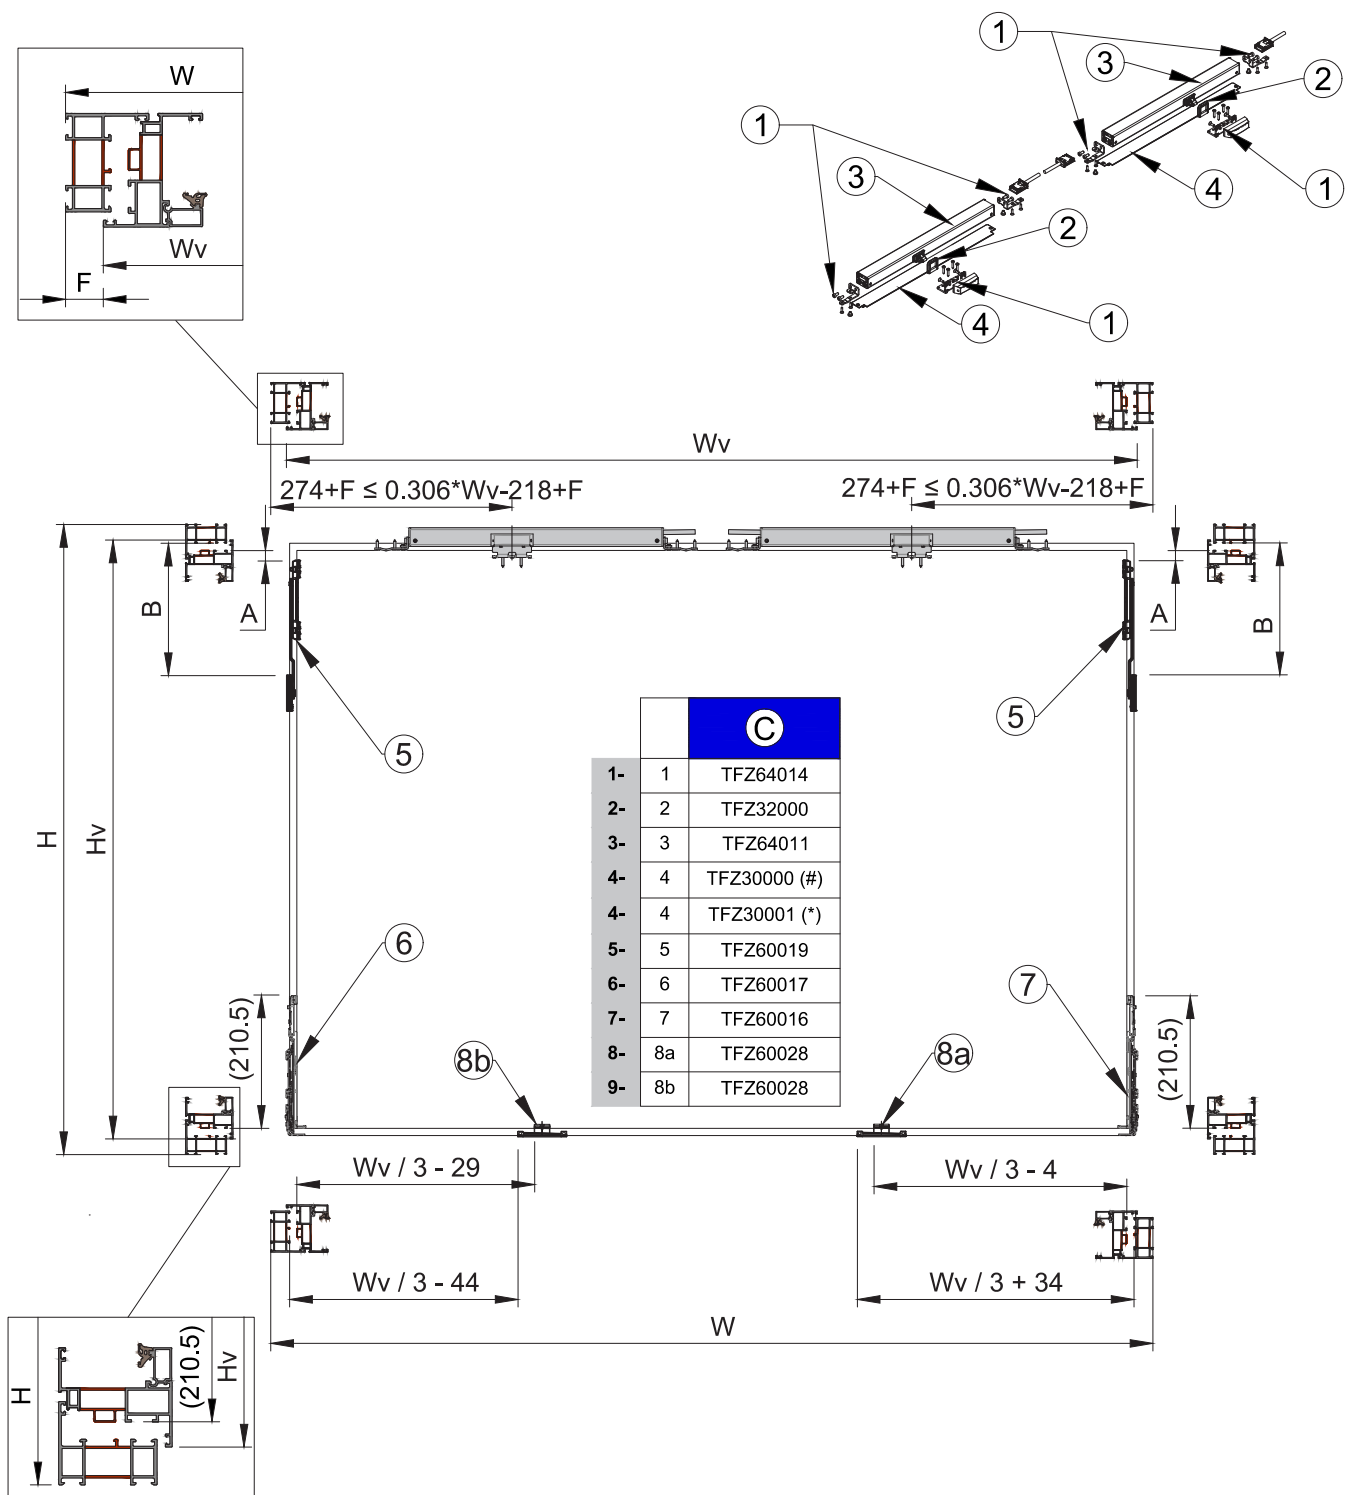 W
Wv
F
1
3
2
1
4
1
1
3
2
4
1
Wv
274+F ≤ 0.306*Wv-218+F
274+F ≤ 0.306*Wv-218+F
H
Hv
B
A
A
B
5
5
C
1- 1 TFZ64014
2- 2 TFZ32000
3- 3 TFZ64011
4- 4 TFZ30000 (#)
4- 4 TFZ30001 (*)
5- 5 TFZ60019
6- 6 TFZ60017
7- 7 TFZ60016
8- 8a TFZ60028
9- 8b TFZ60028
6
7
(210.5)
(210.5)
8b
8a
Wv / 3 - 29
Wv / 3 - 4
Wv / 3 - 44
Wv / 3 + 34
W
H
(210.5)
Hv